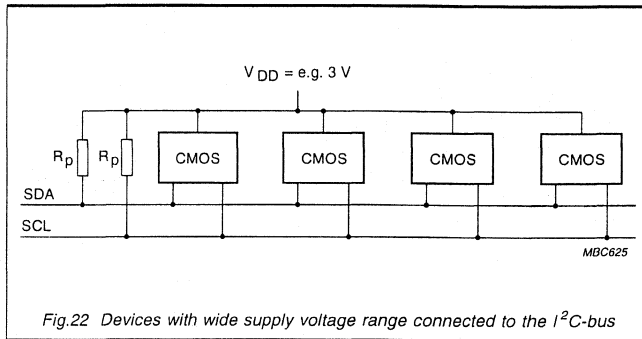 V DD = e.g. 3 V
Rp Rp CMOS CMOS CMOS CMOS
SDA
SCL
MBC625
Fig.22 Devices with wide supply voltage range connected to the I²C-bus